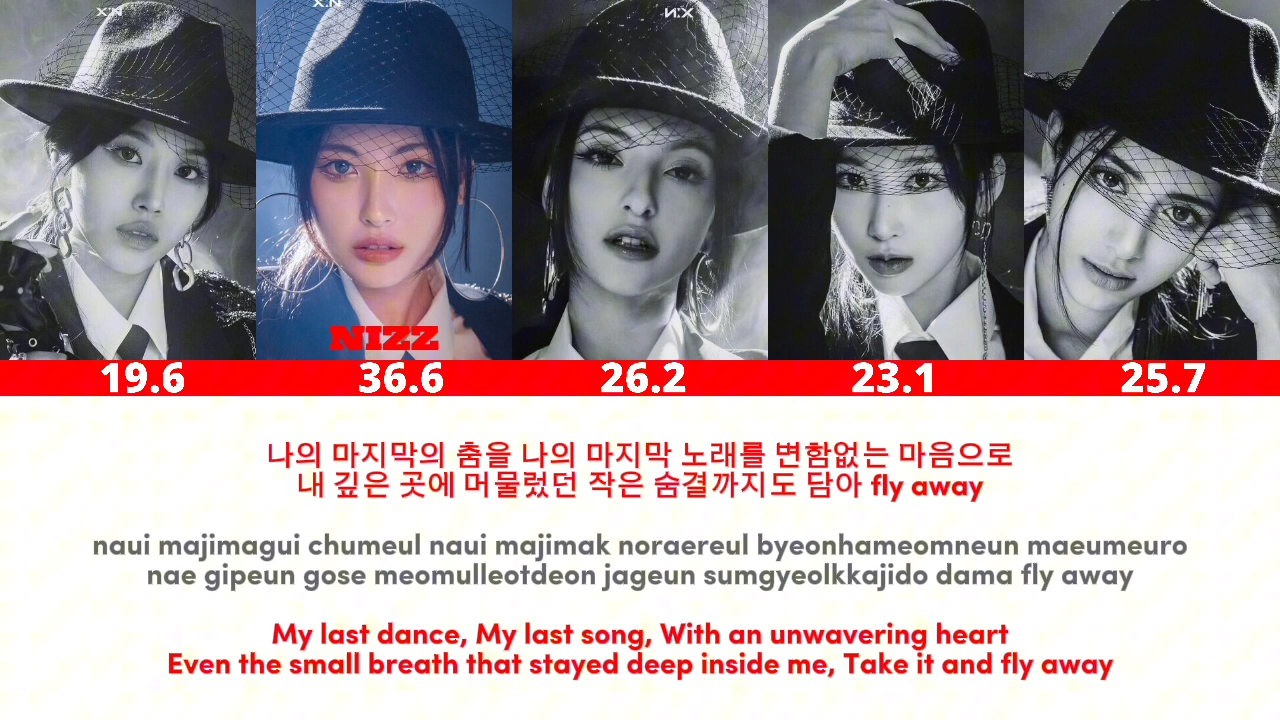 X:IN
X:IN
X:IN
NIZZ
19.6 36.6 26.2 23.1 25.7
나의 마지막의 춤을 나의 마지막 노래를 변함없는 마음으로
내 깊은 곳에 머물렀던 작은 숨결까지도 담아 fly away
naui majimagui chumeul naui majimak noraereul byeonhameomneun maeumeuro
nae gipeun gose meomulleotdeon jageun sumgyeolkkajido dama fly away
My last dance, My last song, With an unwavering heart
Even the small breath that stayed deep inside me, Take it and fly away